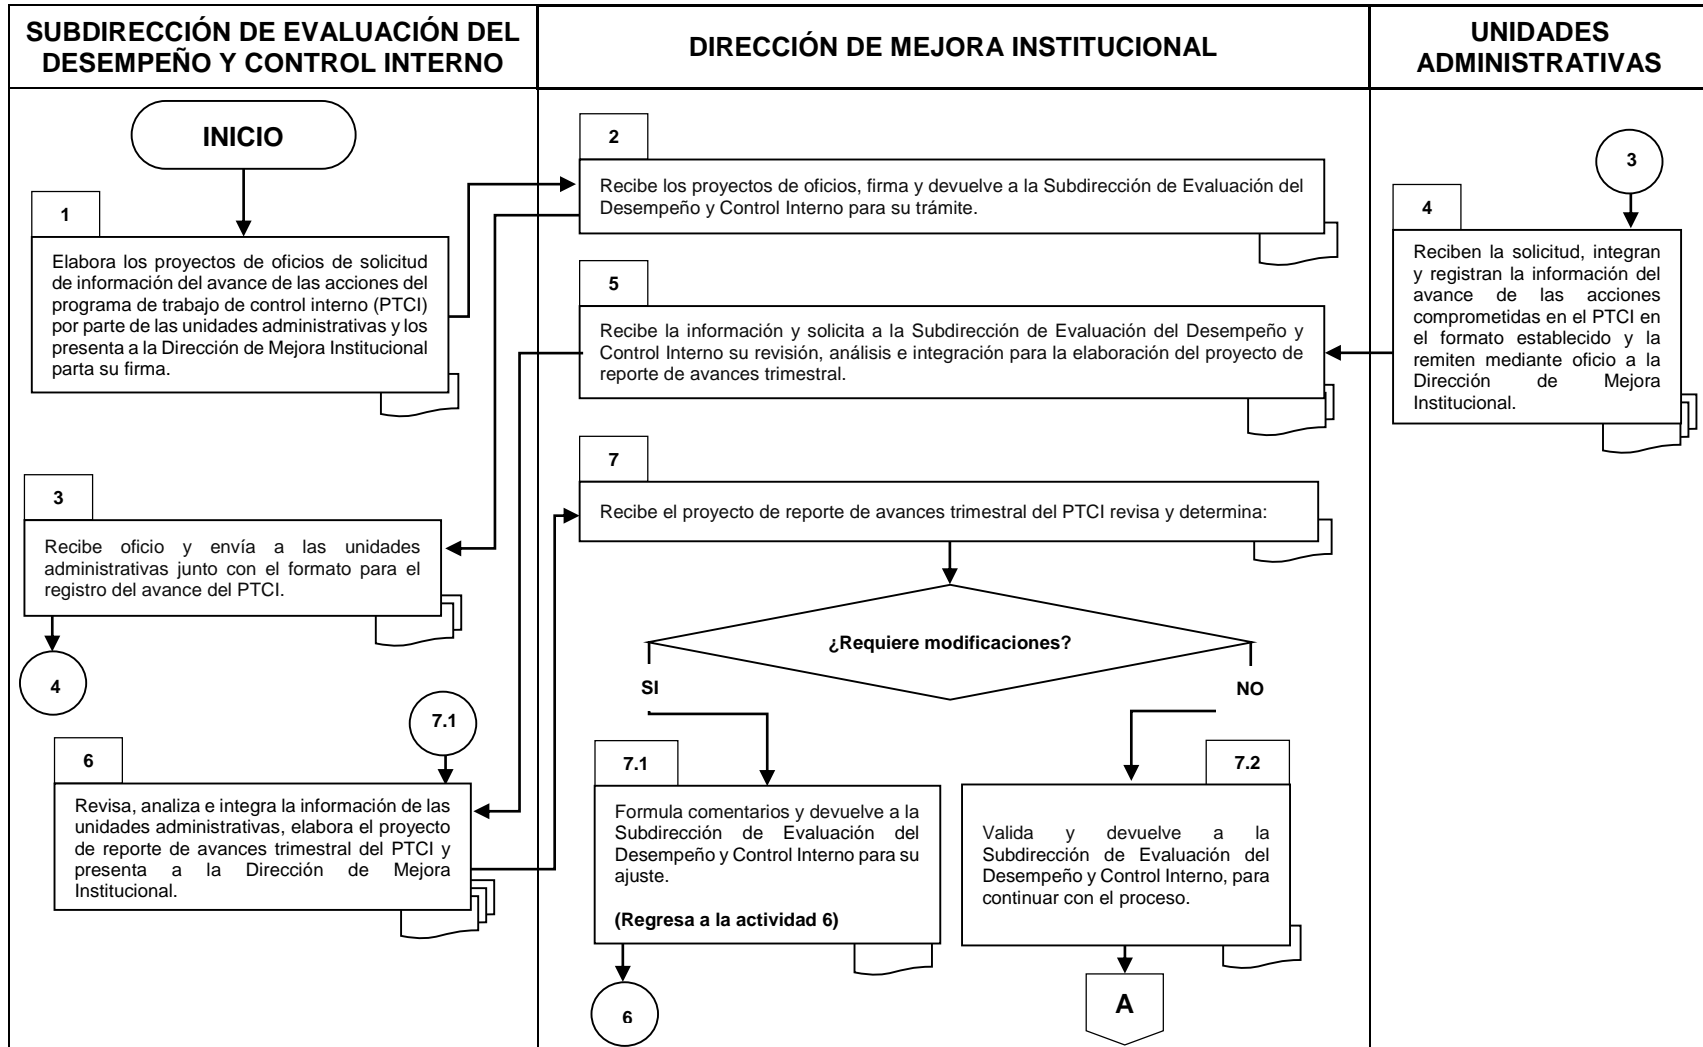 SUBDIRECCIÓN DE EVALUACIÓN DEL
DESEMPEÑO Y CONTROL INTERNO
DIRECCIÓN DE MEJORA INSTITUCIONAL
UNIDADES
ADMINISTRATIVAS
INICIO
1
Elabora los proyectos de oficios de solicitud
de información del avance de las acciones del
programa de trabajo de control interno (PTCI)
por parte de las unidades administrativas y los
presenta a la Dirección de Mejora Institucional
parta su firma.
2
Recibe los proyectos de oficios, firma y devuelve a la Subdirección de Evaluación del
Desempeño y Control Interno para su trámite.
3
Recibe oficio y envía a las unidades
administrativas junto con el formato para el
registro del avance del PTCI.
4
3
4
Reciben la solicitud, integran
y registran la información del
avance de las acciones
comprometidas en el PTCI en
el formato establecido y la
remiten mediante oficio a la
Dirección de Mejora
Institucional.
5
Recibe la información y solicita a la Subdirección de Evaluación del Desempeño y
Control Interno su revisión, análisis e integración para la elaboración del proyecto de
reporte de avances trimestral.
7.1
6
Revisa, analiza e integra la información de las
unidades administrativas, elabora el proyecto
de reporte de avances trimestral del PTCI y
presenta a la Dirección de Mejora
Institucional.
7
Recibe el proyecto de reporte de avances trimestral del PTCI revisa y determina:
¿Requiere modificaciones?
SI
NO
7.1
Formula comentarios y devuelve a la
Subdirección de Evaluación del
Desempeño y Control Interno para su
ajuste.
(Regresa a la actividad 6)
6
7.2
Valida y devuelve a la
Subdirección de Evaluación del
Desempeño y Control Interno, para
continuar con el proceso.
A